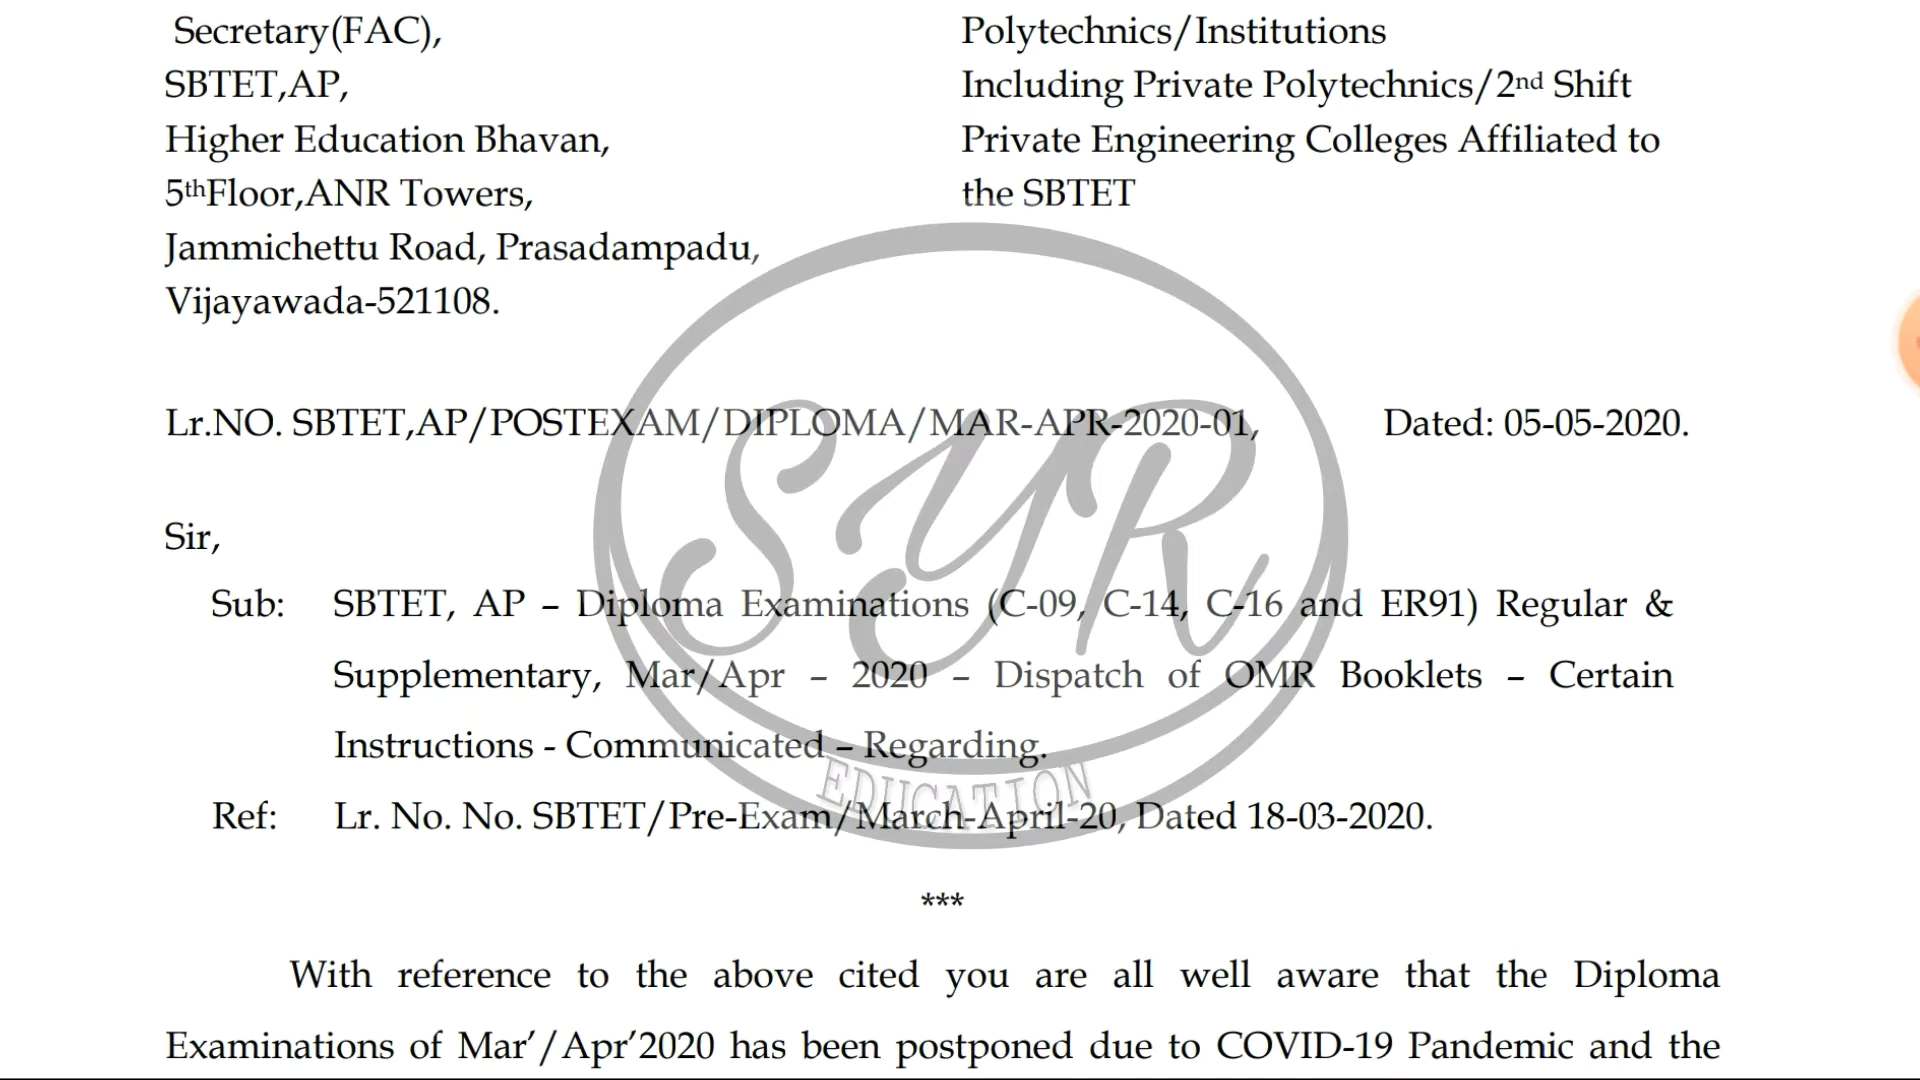 Secretary(FAC),
SBTET,AP,
Higher Education Bhavan,
5thFloor,ANR Towers,
Jammichettu Road, Prasadampadu,
Vijayawada-521108.
Polytechnics/Institutions
Including Private Polytechnics/2nd Shift
Private Engineering Colleges Affiliated to
the SBTET
Lr.NO. SBTET,AP/POSTEXAM/DIPLOMA/MAR-APR-2020-01, Dated: 05-05-2020.
Sir,
Sub: SBTET, AP – Diploma Examinations (C-09, C-14, C-16 and ER91) Regular &
Supplementary, Mar/Apr – 2020 – Dispatch of OMR Booklets – Certain
Instructions - Communicated – Regarding.
Ref: Lr. No. No. SBTET/Pre-Exam/March-April-20, Dated 18-03-2020.
***
With reference to the above cited you are all well aware that the Diploma
Examinations of Mar’/Apr’2020 has been postponed due to COVID-19 Pandemic and the
SYR
EDUCATION